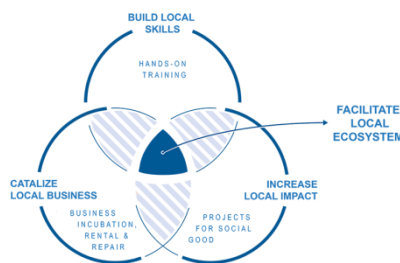 BUILD LOCAL
SKILLS
HANDS-ON
TRAINING
FACILITATE
LOCAL
ECOSYSTEM
CATALIZE
LOCAL BUSINESS
INCREASE
LOCAL IMPACT
BUSINESS
INCUBATION,
RENTAL &
REPAIR
PROJECTS
FOR SOCIAL
GOOD